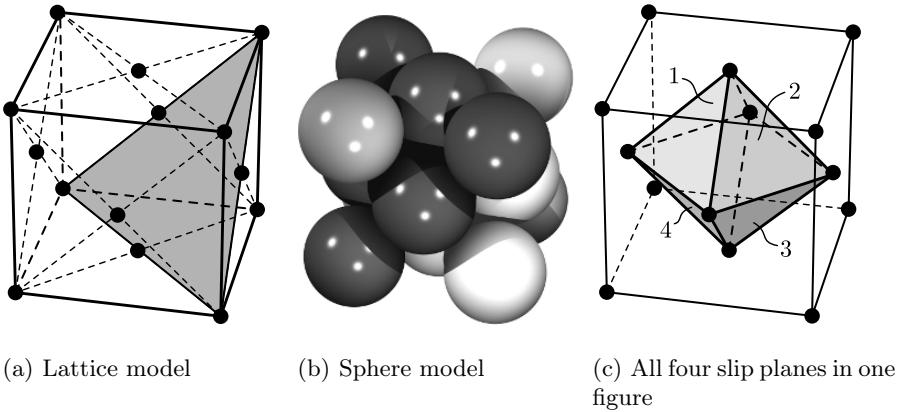 1
2
4
3
(a) Lattice model
(b) Sphere model
(c) All four slip planes in one
figure